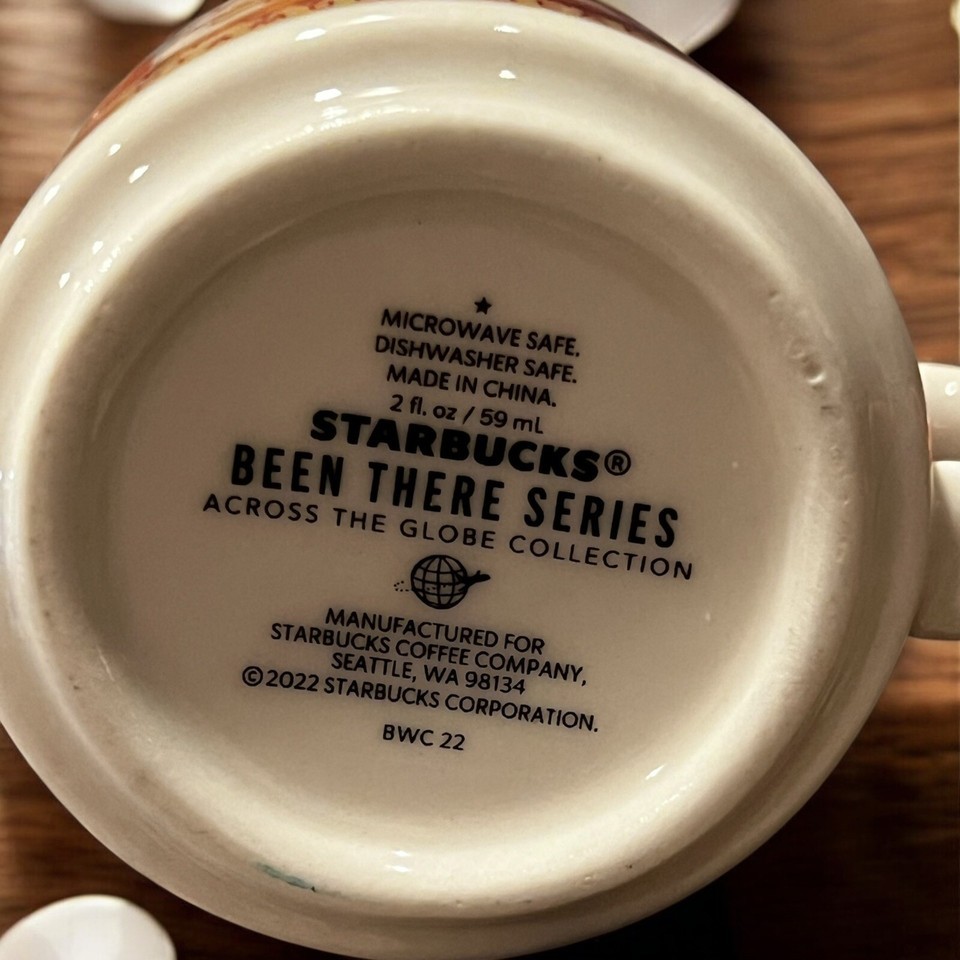 MICROWAVE SAFE.
DISHWASHER SAFE.
MADE IN CHINA.
2 fl. oz / 59 mL
STARBUCKS®
BEEN THERE SERIES
ACROSS THE GLOBE COLLECTION
MANUFACTURED FOR
STARBUCKS COFFEE COMPANY,
SEATTLE, WA 98134
©2022 STARBUCKS CORPORATION.
BWC 22